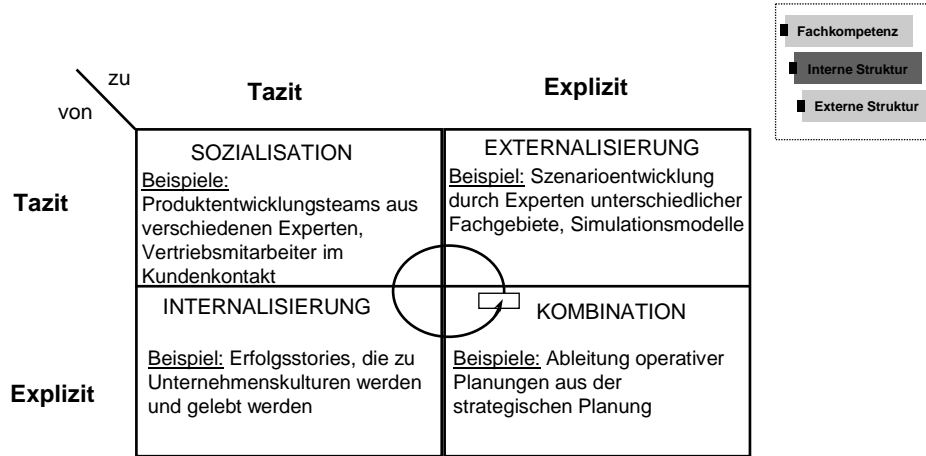 Fachkompetenz
Interne Struktur
Externe Struktur
zu
von
Tazit
Explizit
Tazit
SOZIALISATION
Beispiele:
Produktentwicklungsteams aus
verschiedenen Experten,
Vertriebsmitarbeiter im
Kundenkontakt
EXTERNALISIERUNG
Beispiel: Szenarioentwicklung
durch Experten unterschiedlicher
Fachgebiete, Simulationsmodelle
Explizit
INTERNALISIERUNG
Beispiel: Erfolgsstories, die zu
Unternehmenskulturen werden
und gelebt werden
KOMBINATION
Beispiele: Ableitung operativer
Planungen aus der
strategischen Planung